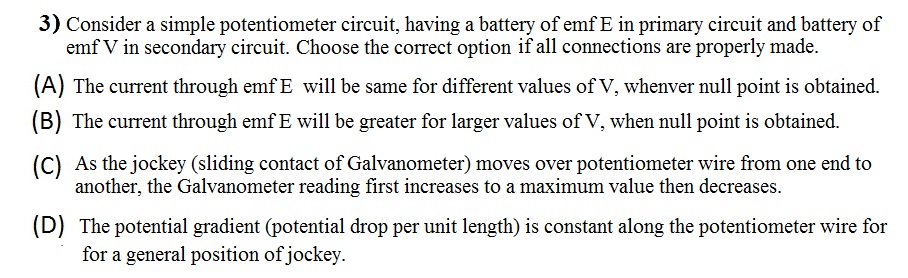 3) Consider a simple potentiometer circuit, having a battery of emf E in primary circuit and battery of
emf V in secondary circuit. Choose the correct option if all connections are properly made.
(A) The current through emf E will be same for different values of V, whenver null point is obtained.
(B) The current through emf E will be greater for larger values of V, when null point is obtained.
(C) As the jockey (sliding contact of Galvanometer) moves over potentiometer wire from one end to
another, the Galvanometer reading first increases to a maximum value then decreases.
(D) The potential gradient (potential drop per unit length) is constant along the potentiometer wire for
for a general position of jockey.